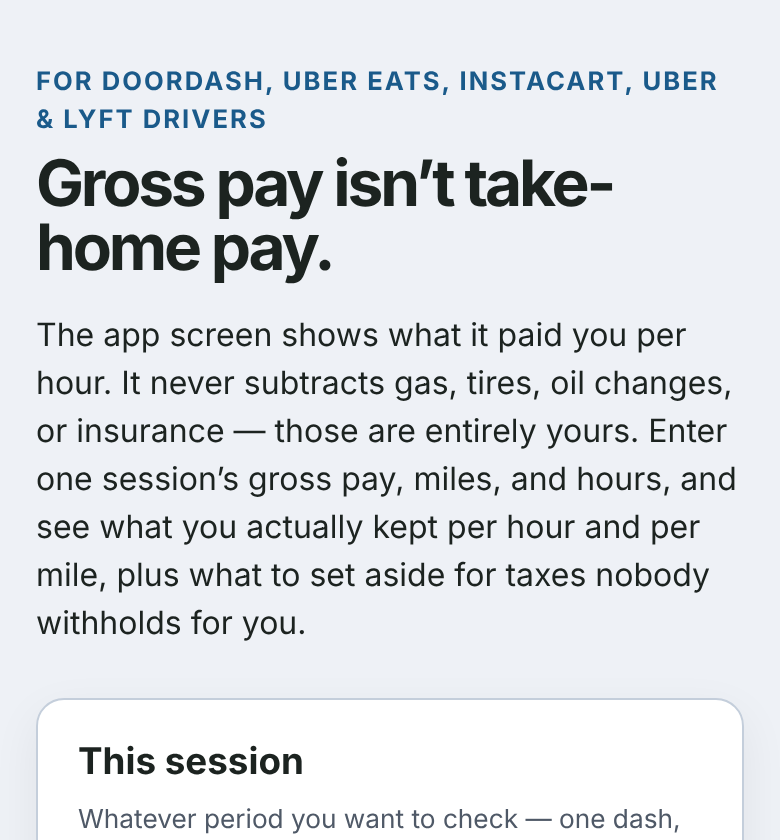 FOR DOORDASH, UBER EATS, INSTACART, UBER
& LYFT DRIVERS
Gross pay isn’t take-
home pay.
The app screen shows what it paid you per
hour. It never subtracts gas, tires, oil changes,
or insurance — those are entirely yours. Enter
one session’s gross pay, miles, and hours, and
see what you actually kept per hour and per
mile, plus what to set aside for taxes nobody
withholds for you.
This session
Whatever period you want to check — one dash,